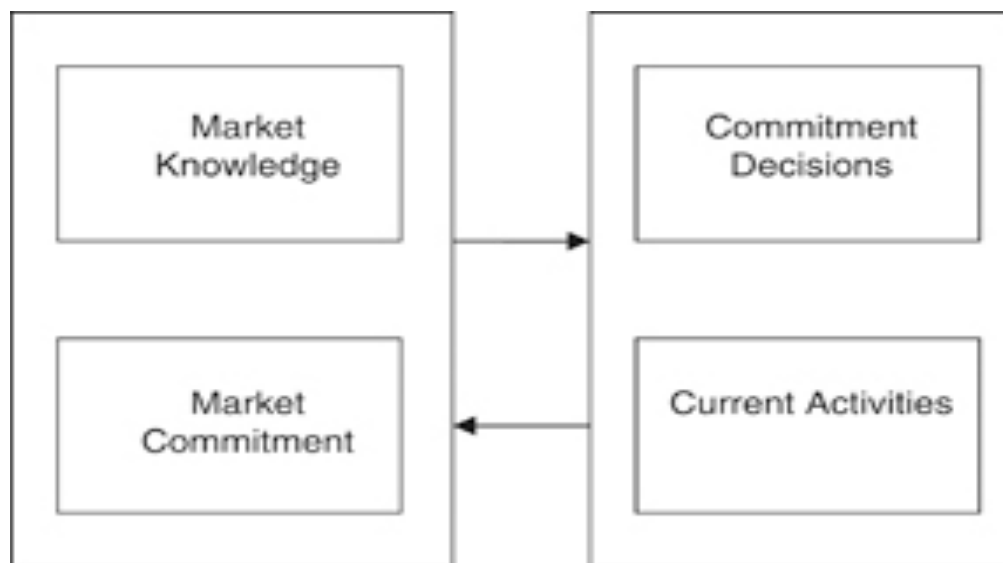 Market
Knowledge
Commitment
Decisions
Market
Commitment
Current Activities